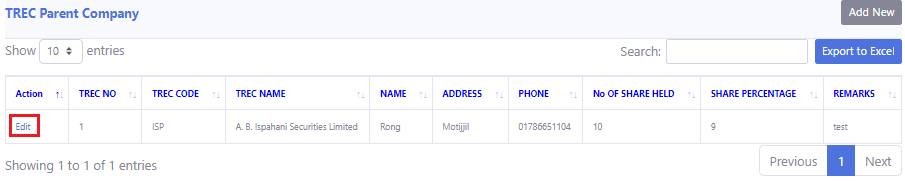 TREC Parent Company Add New
Show 10 entries Search: Export to Excel
Action TREC NO TREC CODE TREC NAME NAME ADDRESS PHONE No OF SHARE HELD SHARE PERCENTAGE REMARKS
Edit 1 ISP A. B. Ispahani Securities Limited Rong Motijjil 01786651104 10 9 test
Showing 1 to 1 of 1 entries Previous 1 Next